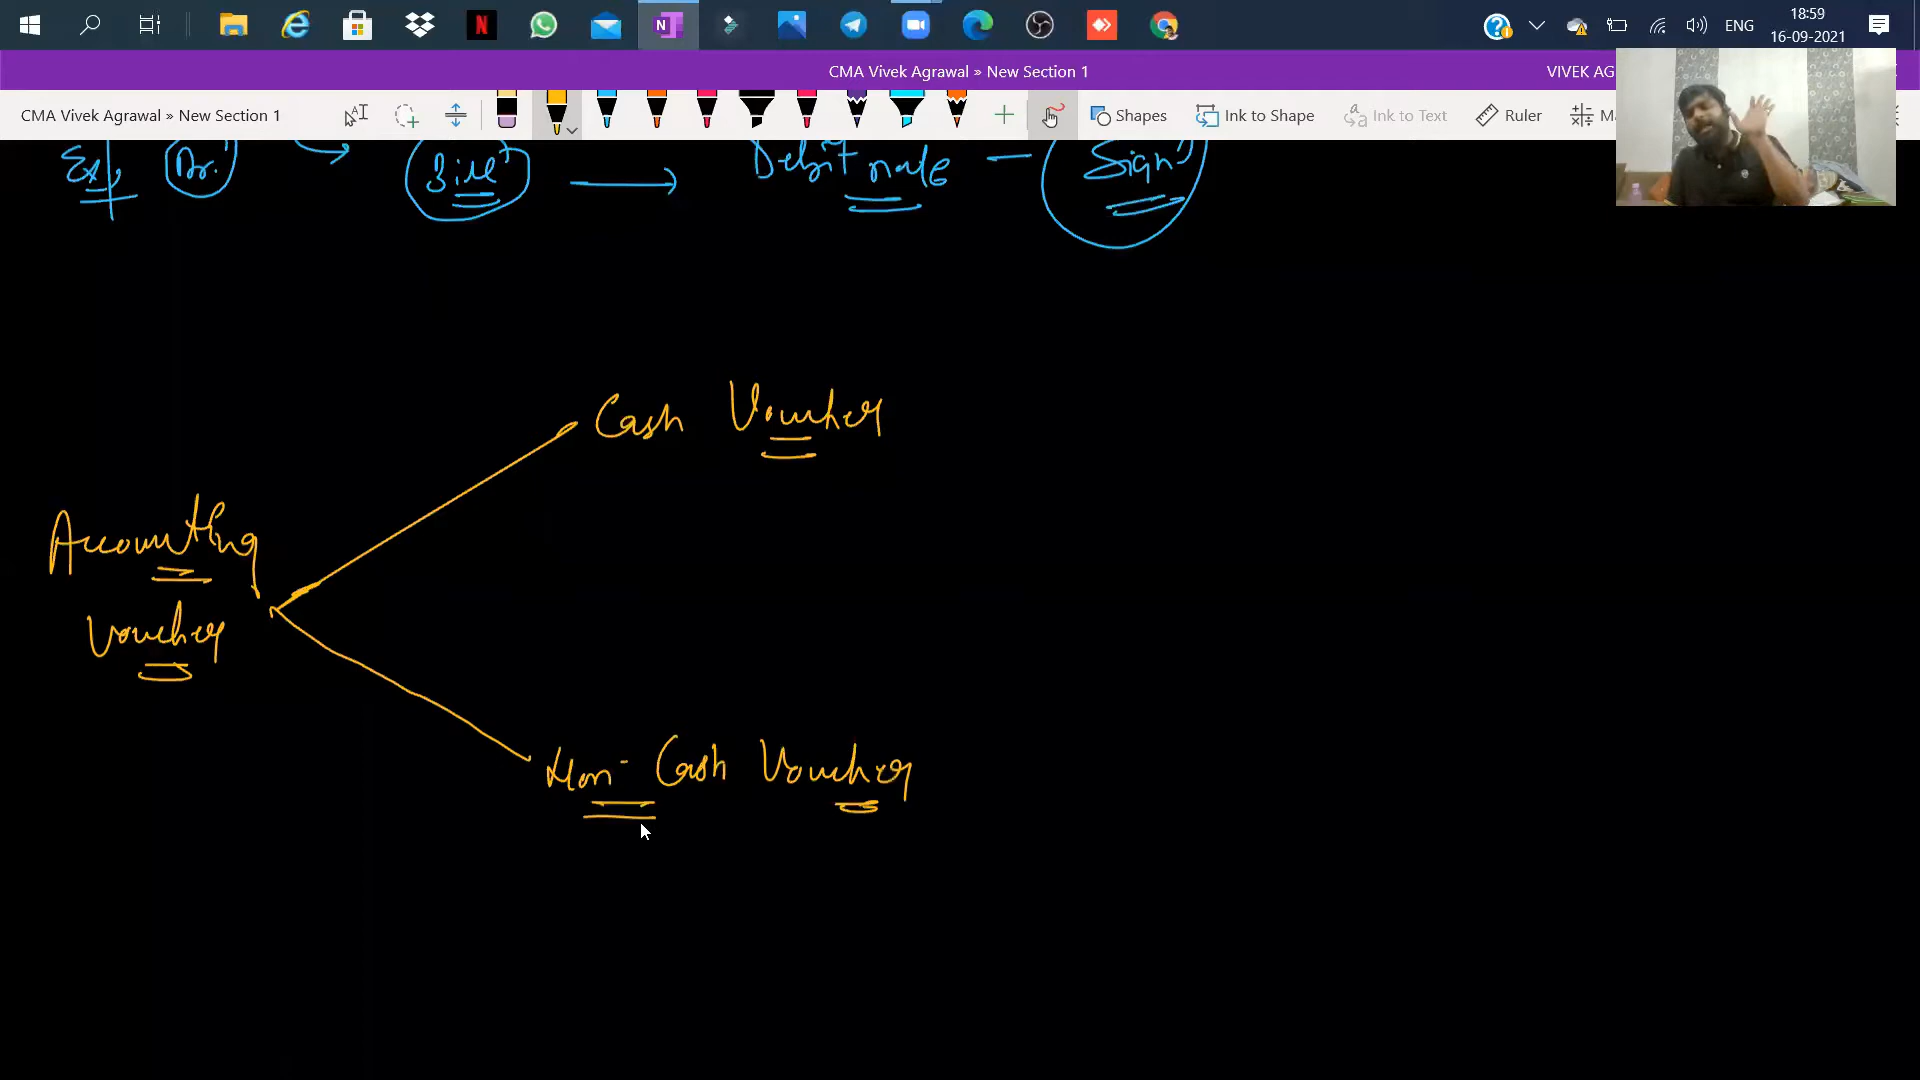 ENG
18:59
16-09-2021
CMA Vivek Agrawal » New Section 1
VIVEK AG
CMA Vivek Agrawal » New Section 1
Shapes
Ink to Shape
Ink to Text
Ruler
Ma
Exp Dr. Bill Debit note — Sign
Cash Voucher
Accounting
Voucher
Non-Cash Voucher